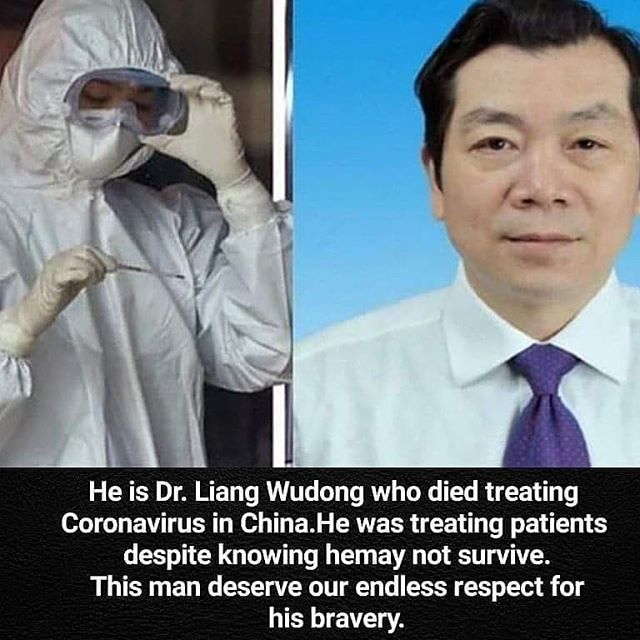 He is Dr. Liang Wudong who died treating
Coronavirus in China.He was treating patients
despite knowing hemay not survive.
This man deserve our endless respect for
his bravery.